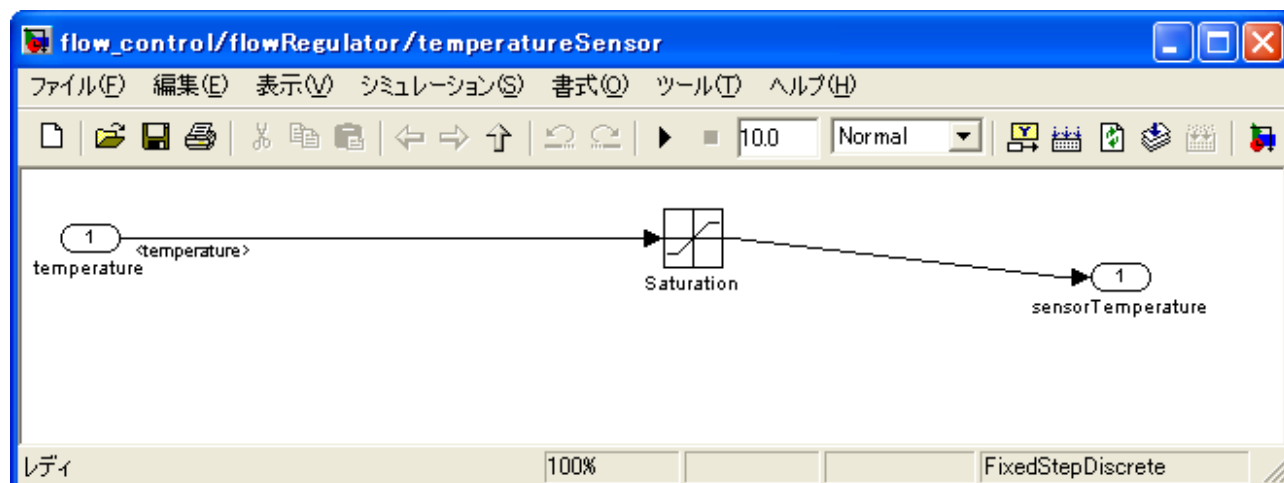 flow_control/flowRegulator/temperatureSensor
ファイル(F) 編集(E) 表示(V) シミュレーション(S) 書式(O) ツール(T) ヘルプ(H)
10.0 Normal
1
<temperature>
temperature
Saturation
1
sensorTemperature
レディ 100% FixedStepDiscrete